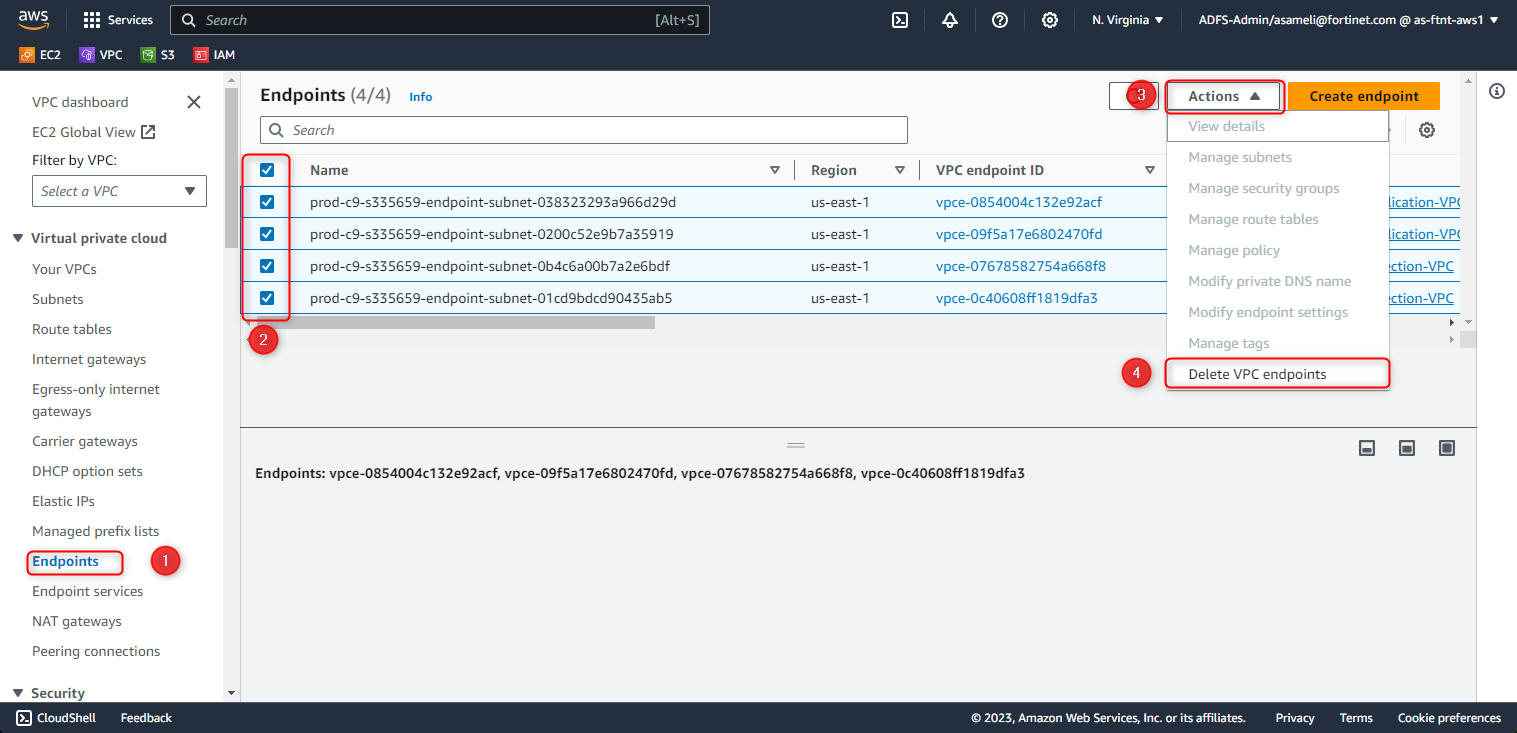 aws Services Search [Alt+S] N. Virginia ADFS-Admin/asameli@fortinet.com @ as-ftnt-aws1
EC2 VPC S3 IAM
VPC dashboard
EC2 Global View
Filter by VPC:
Select a VPC
Virtual private cloud
Your VPCs
Subnets
Route tables
Internet gateways
Egress-only internet
gateways
Carrier gateways
DHCP option sets
Elastic IPs
Managed prefix lists
Endpoints 1
Endpoint services
NAT gateways
Peering connections
Security
Endpoints (4/4) Info 3 Actions Create endpoint
Search
Name Region VPC endpoint ID
prod-c9-s335659-endpoint-subnet-038323293a966d29d us-east-1 vpce-0854004c132e92acf lication-VPC
prod-c9-s335659-endpoint-subnet-0200c52e9b7a35919 us-east-1 vpce-09f5a17e6802470fd lication-VPC
prod-c9-s335659-endpoint-subnet-0b4c6a00b7a2e6bdf us-east-1 vpce-07678582754a668f8 ection-VPC
prod-c9-s335659-endpoint-subnet-01cd9bdcd90435ab5 us-east-1 vpce-0c40608ff1819dfa3 ection-VPC
2
View details
Manage subnets
Manage security groups
Manage route tables
Manage policy
Modify private DNS name
Modify endpoint settings
Manage tags
4 Delete VPC endpoints
Endpoints: vpce-0854004c132e92acf, vpce-09f5a17e6802470fd, vpce-07678582754a668f8, vpce-0c40608ff1819dfa3
CloudShell Feedback © 2023, Amazon Web Services, Inc. or its affiliates. Privacy Terms Cookie preferences